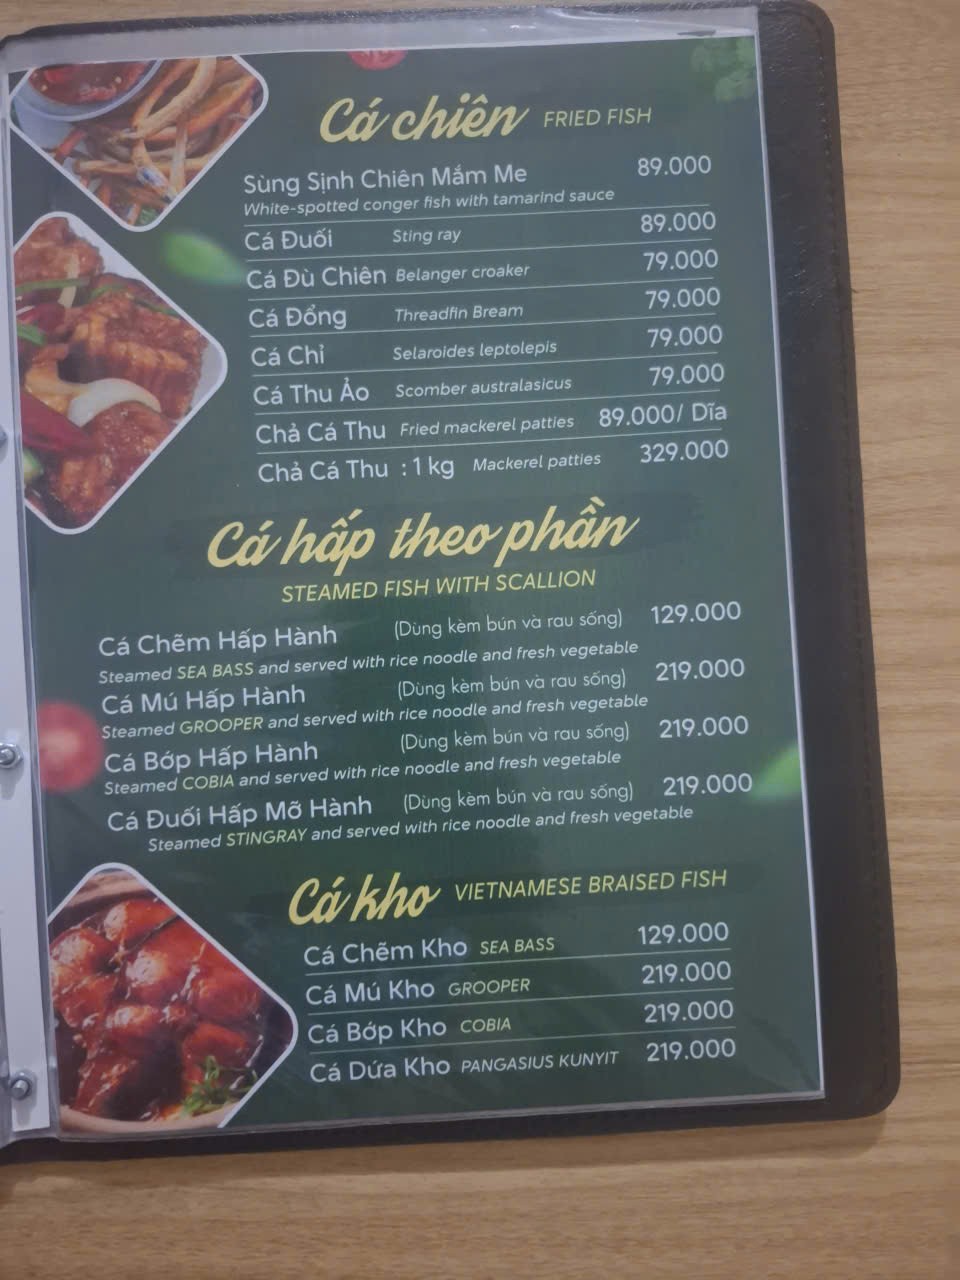 Cá chiên FRIED FISH
Sùng Sịnh Chiên Mắm Me 89.000
White-spotted conger fish with tamarind sauce
Cá Đuối Sting ray 89.000
Cá Đù Chiên Belanger croaker 79.000
Cá Đổng Threadfin Bream 79.000
Cá Chỉ Selaroides leptolepis 79.000
Cá Thu Ảo Scomber australasicus 79.000
Chả Cá Thu Fried mackerel patties 89.000/ Dĩa
Chả Cá Thu : 1 kg Mackerel patties 329.000
Cá hấp theo phần
STEAMED FISH WITH SCALLION
Cá Chẽm Hấp Hành (Dùng kèm bún và rau sống) 129.000
Steamed SEA BASS and served with rice noodle and fresh vegetable
Cá Mú Hấp Hành (Dùng kèm bún và rau sống) 219.000
Steamed GROOPER and served with rice noodle and fresh vegetable
Cá Bớp Hấp Hành (Dùng kèm bún và rau sống) 219.000
Steamed COBIA and served with rice noodle and fresh vegetable
Cá Đuối Hấp Mỡ Hành (Dùng kèm bún và rau sống) 219.000
Steamed STINGRAY and served with rice noodle and fresh vegetable
Cá kho VIETNAMESE BRAISED FISH
Cá Chẽm Kho SEA BASS 129.000
Cá Mú Kho GROOPER 219.000
Cá Bớp Kho COBIA 219.000
Cá Dứa Kho PANGASIUS KUNYIT 219.000